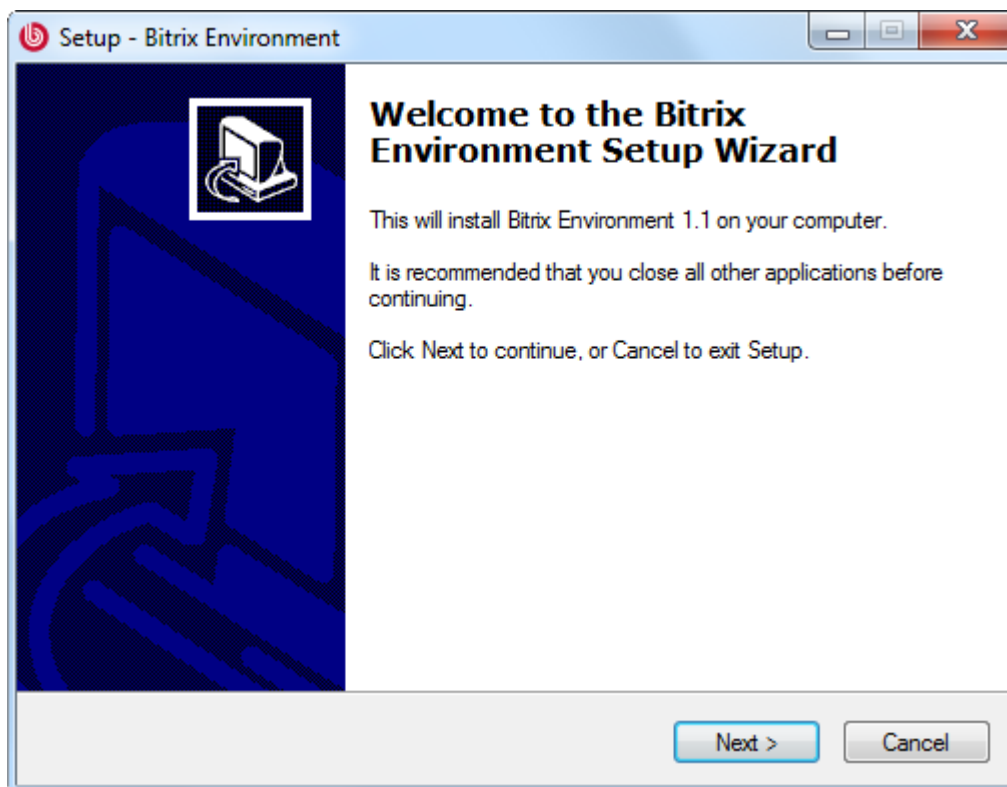 Setup - Bitrix Environment
Welcome to the Bitrix
Environment Setup Wizard
This will install Bitrix Environment 1.1 on your computer.
It is recommended that you close all other applications before
continuing.
Click Next to continue, or Cancel to exit Setup.
Next >
Cancel